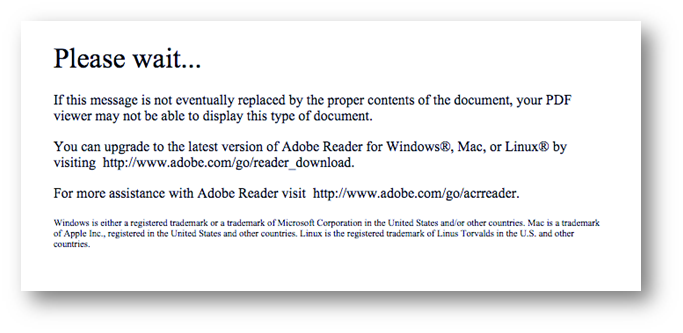 Please wait...
If this message is not eventually replaced by the proper contents of the document, your PDF
viewer may not be able to display this type of document.
You can upgrade to the latest version of Adobe Reader for Windows®, Mac, or Linux® by
visiting  http://www.adobe.com/go/reader_download.
For more assistance with Adobe Reader visit  http://www.adobe.com/go/acrreader.
Windows is either a registered trademark or a trademark of Microsoft Corporation in the United States and/or other countries. Mac is a trademark
of Apple Inc., registered in the United States and other countries. Linux is the registered trademark of Linus Torvalds in the U.S. and other
countries.